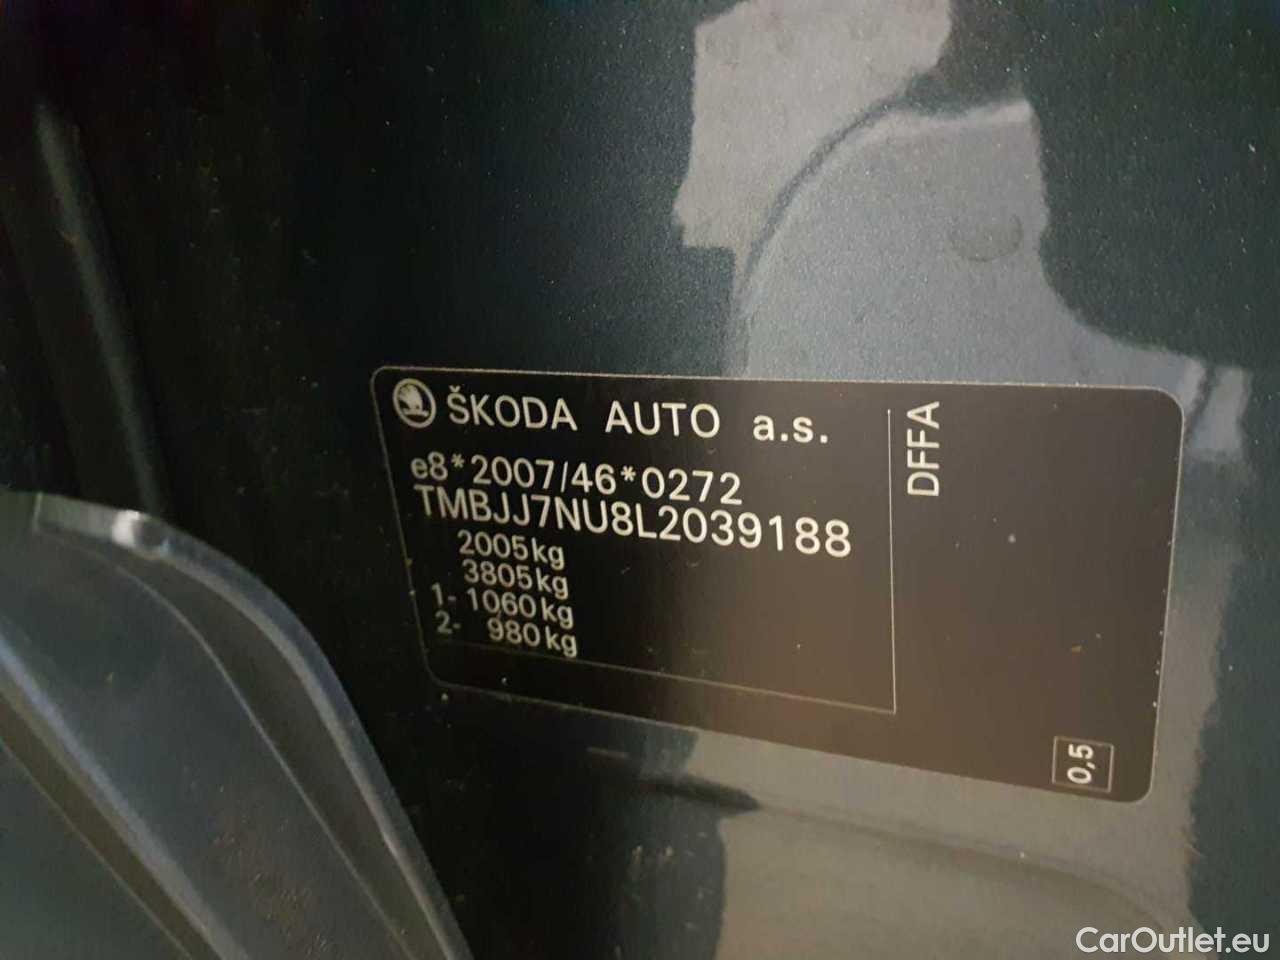 ŠKODA AUTO a.s.
e8*2007/46*0272
TMBJJ7NU8L2039188
2005kg
3805kg
1- 1060kg
2- 980kg
DFFA
0,5
CarOutlet.eu